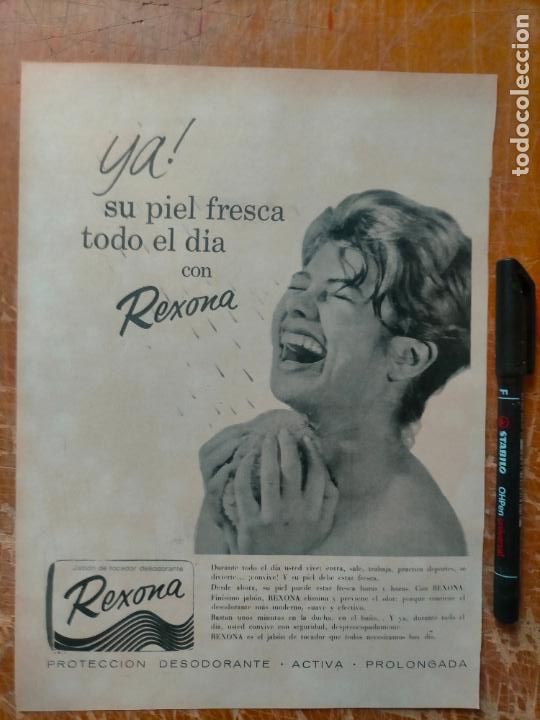 ya!
su piel fresca
todo el dia
con
Rexona
Jabón de tocador desodorante
Rexona
Durante todo el día usted vive: corra, sale, trabaja, practica deportes, se
divierte... ¡convive! Y su piel debe estar fresca.
Desde ahora, su piel puede estar fresca horas y horas. Con REXONA.
Finísimo jabón, REXONA elimina y previene el olor: porque contiene el
desodorante más moderno, suave y efectivo.
Bastan unos minutos en la ducha, en el baño... Y ya, durante todo el
día, usted convive con seguridad, despreocupadamente.
REXONA es el jabón de tocador que todos necesitamos hoy día.
PROTECCION DESODORANTE · ACTIVA · PROLONGADA
F
STABILO
OHPen universal
todocoleccion